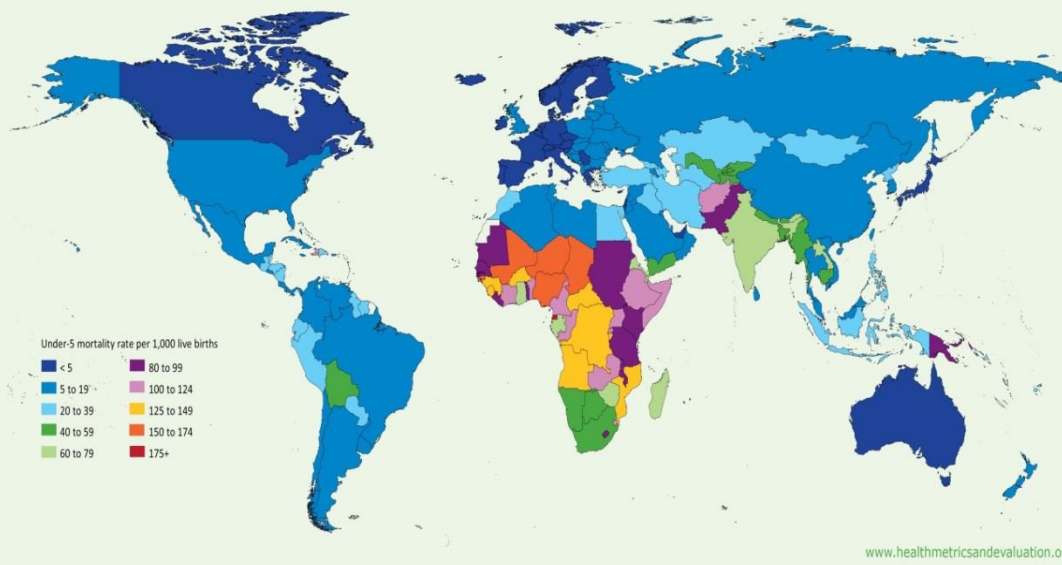 Under-5 mortality rate per 1,000 live births
< 5
5 to 19
20 to 39
40 to 59
60 to 79
80 to 99
100 to 124
125 to 149
150 to 174
175+
www.healthmetricsandevaluation.o